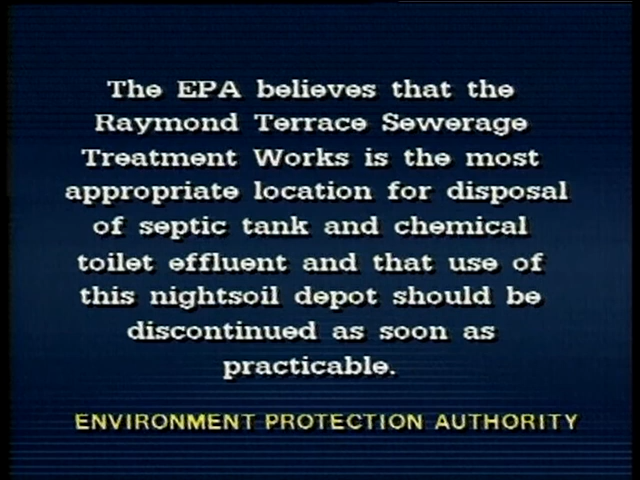 The EPA believes that the
Raymond Terrace Sewerage
Treatment Works is the most
appropriate location for disposal
of septic tank and chemical
toilet effluent and that use of
this nightsoil depot should be
discontinued as soon as
practicable.
ENVIRONMENT PROTECTION AUTHORITY